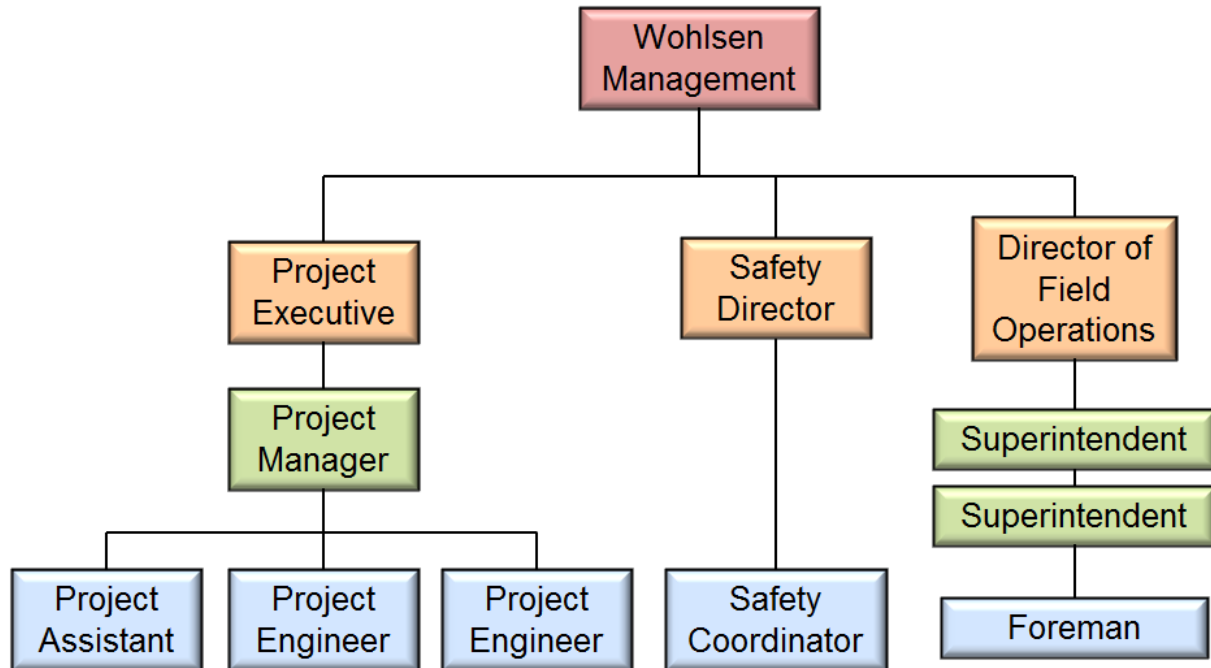 Wohlsen
Management
Project
Executive
Safety
Director
Director of
Field
Operations
Project
Manager
Superintendent
Superintendent
Project
Assistant
Project
Engineer
Project
Engineer
Safety
Coordinator
Foreman